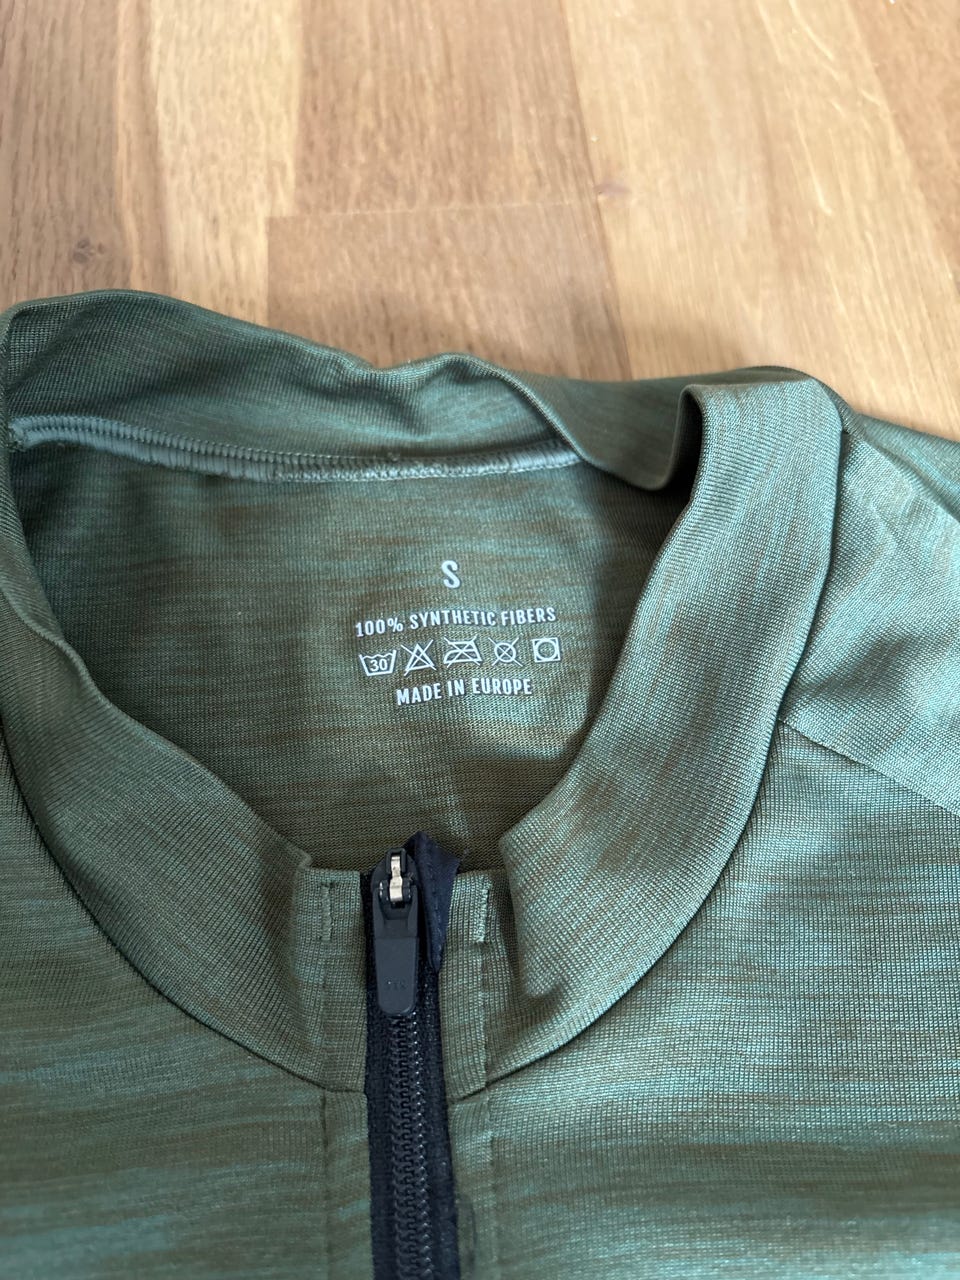 S
100% SYNTHETIC FIBERS
30
MADE IN EUROPE